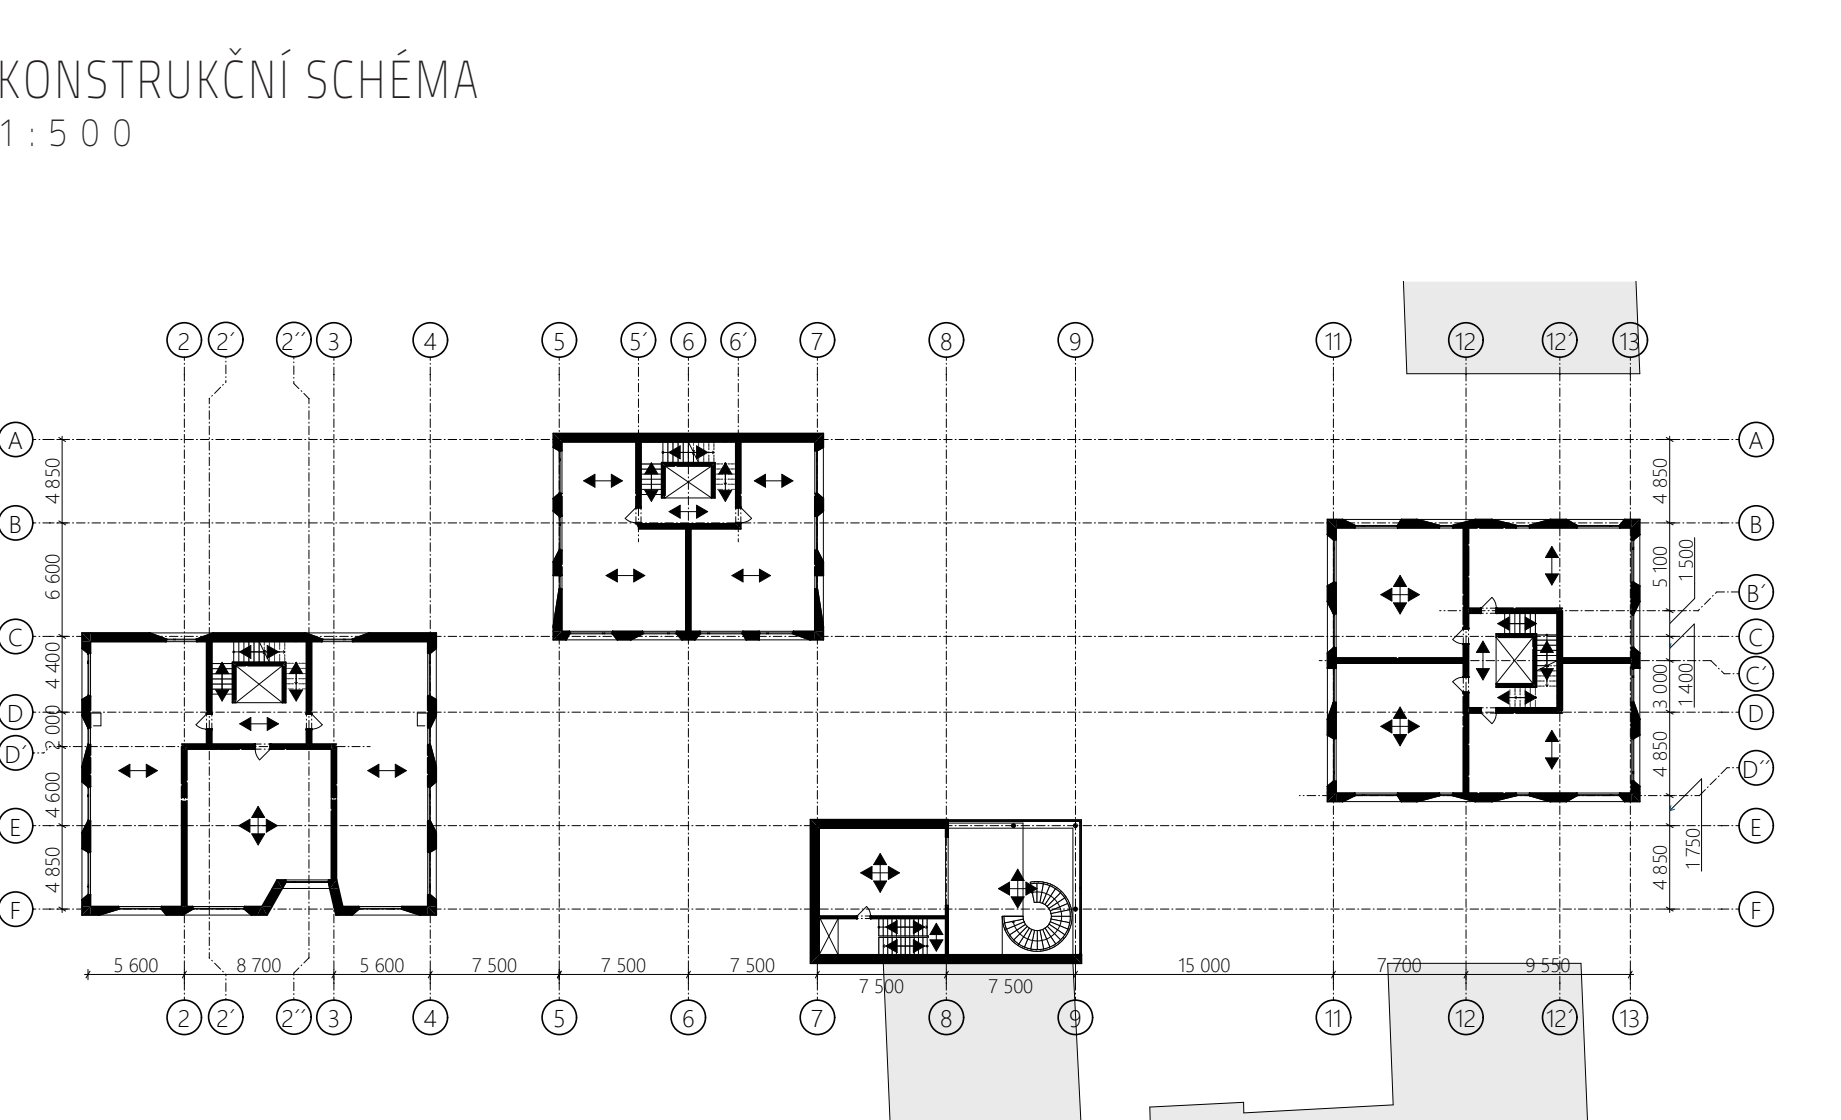 KONSTRUKČNÍ SCHÉMA
1:500
2 2´ 2´´ 3 4 5 5´ 6 6´ 7 8 9 11 12 12´ 13
A A
4 850 4 850
B B
6 600 5 100 1 500
B´
C C
4 400 3 000 1 400
C´
D D
2 000
D´ D´´
4 600 4 850
E E
4 850 4 850 1 750
F F
5 600 8 700 5 600 7 500 7 500 7 500 15 000 7 700 9 550
7 500 7 500
2 2´ 2´´ 3 4 5 6 7 8 9 11 12 12´ 13